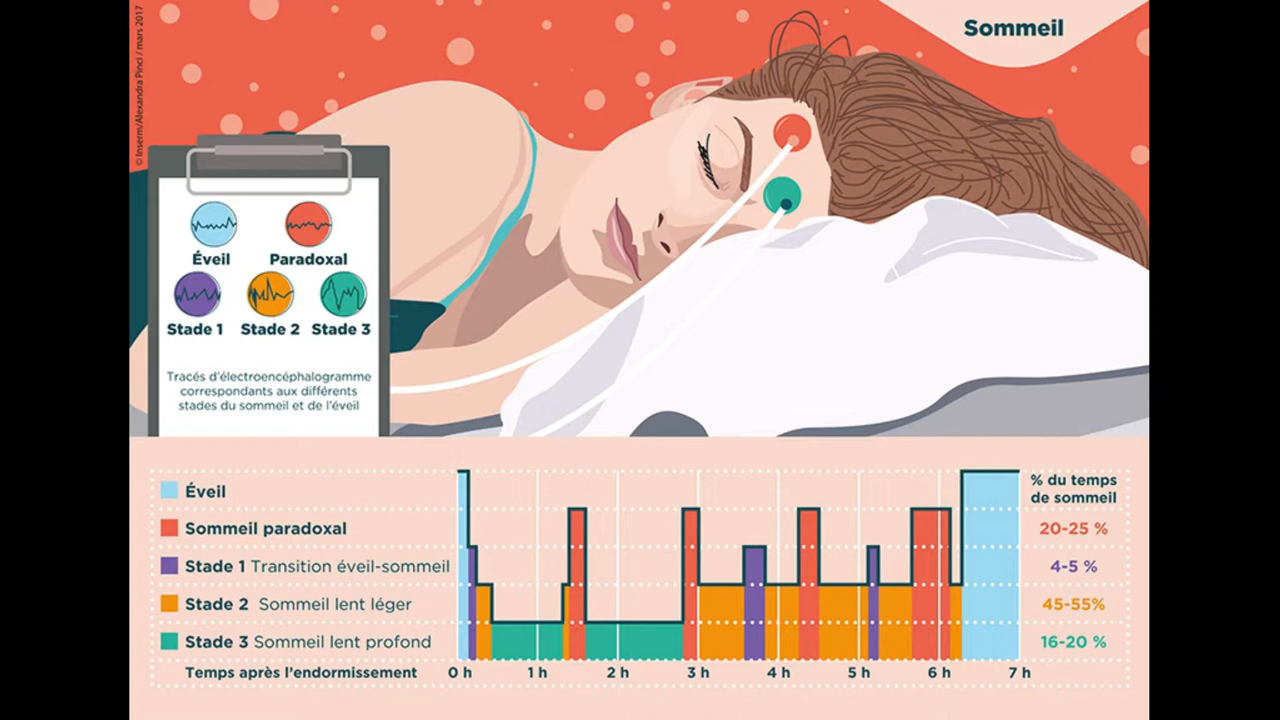 Sommeil
© Inserm/Alexandra Pinci / mars 2017
Éveil
Paradoxal
Stade 1
Stade 2
Stade 3
Tracés d'électroencéphalogramme
correspondants aux différents
stades du sommeil et de l'éveil
% du temps
de sommeil
Éveil
Sommeil paradoxal
20-25 %
Stade 1 Transition éveil-sommeil
4-5 %
Stade 2 Sommeil lent léger
45-55%
Stade 3 Sommeil lent profond
16-20 %
Temps après l'endormissement
0 h 1 h 2 h 3 h 4 h 5 h 6 h 7 h